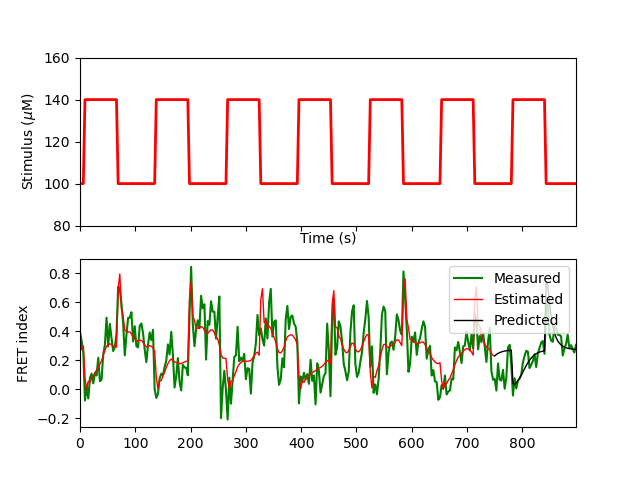 160
140
120
100
80
Stimulus (μM)
Time (s)
0.8
0.6
0.4
0.2
0.0
−0.2
FRET index
Measured
Estimated
Predicted
0 100 200 300 400 500 600 700 800